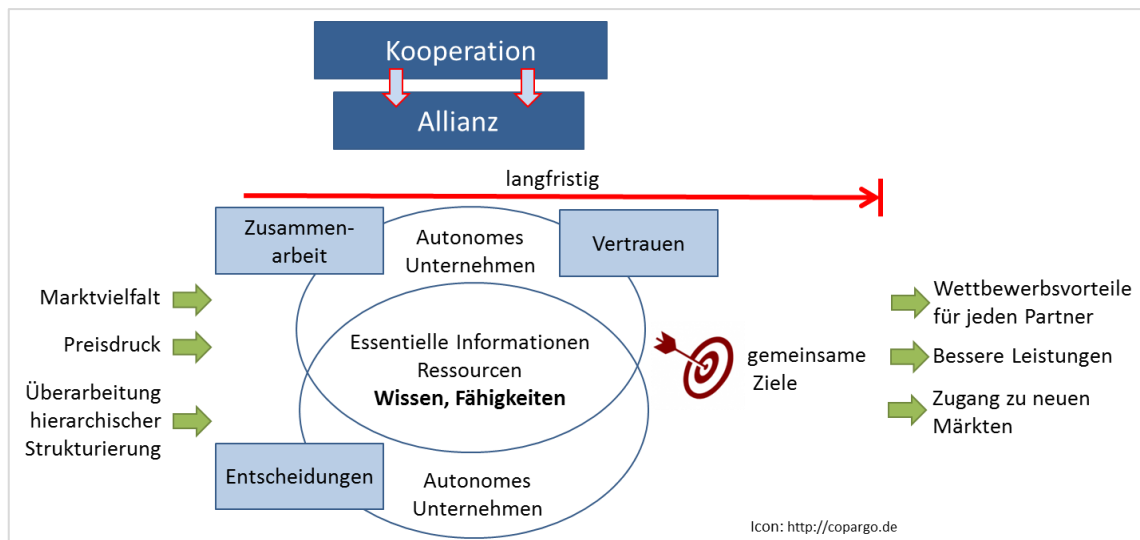 Kooperation
Allianz
langfristig
Zusammen-
arbeit
Autonomes
Unternehmen
Vertrauen
Marktvielfalt
Preisdruck
Überarbeitung
hierarchischer
Strukturierung
Essentielle Informationen
Ressourcen
Wissen, Fähigkeiten
gemeinsame
Ziele
Wettbewerbsvorteile
für jeden Partner
Bessere Leistungen
Zugang zu neuen
Märkten
Entscheidungen
Autonomes
Unternehmen
Icon: http://copargo.de